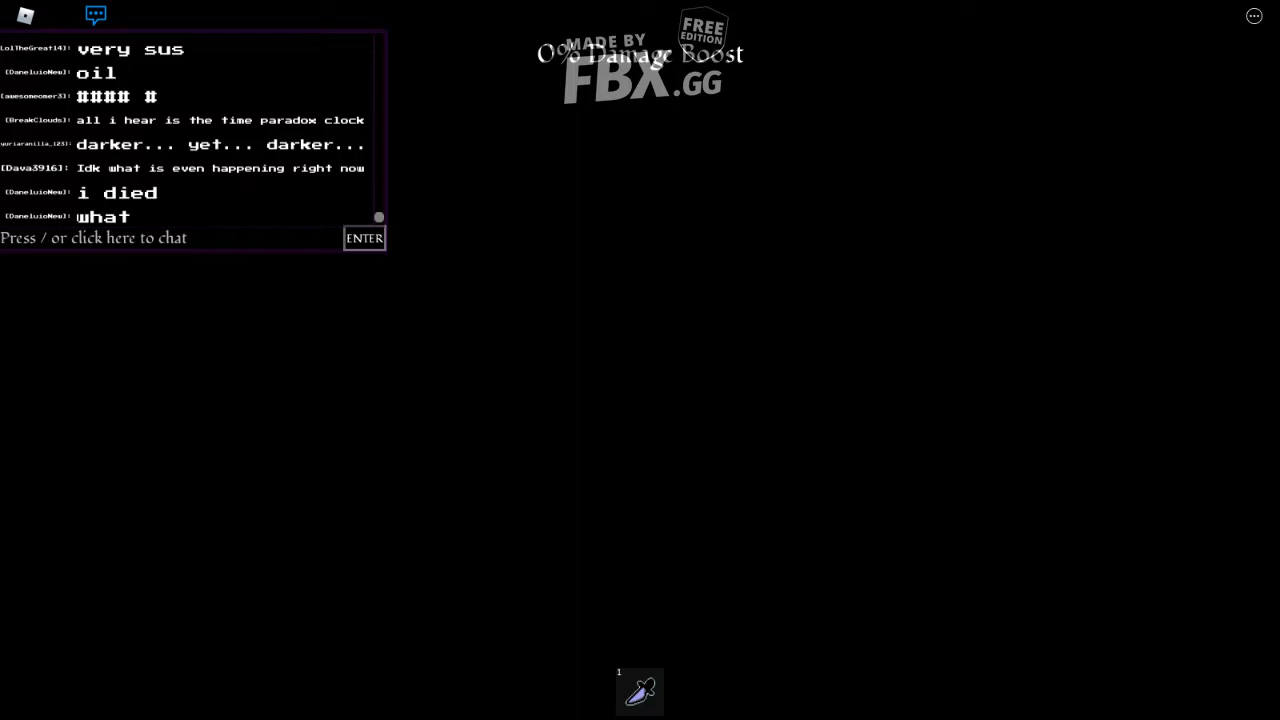 FREE
EDITION
MADE BY
0% Damage Boost
FBX.GG
[LolTheGreat14]: very sus
[DaneluioNew]: oil
[awesomeomer3]: #### #
[BreakClouds]: all i hear is the time paradox clock
yuriaranilla_123]: darker... yet... darker...
[Dava3916]: Idk what is even happening right now
[DaneluioNew]: i died
[DaneluioNew]: what
Press / or click here to chat
ENTER
1